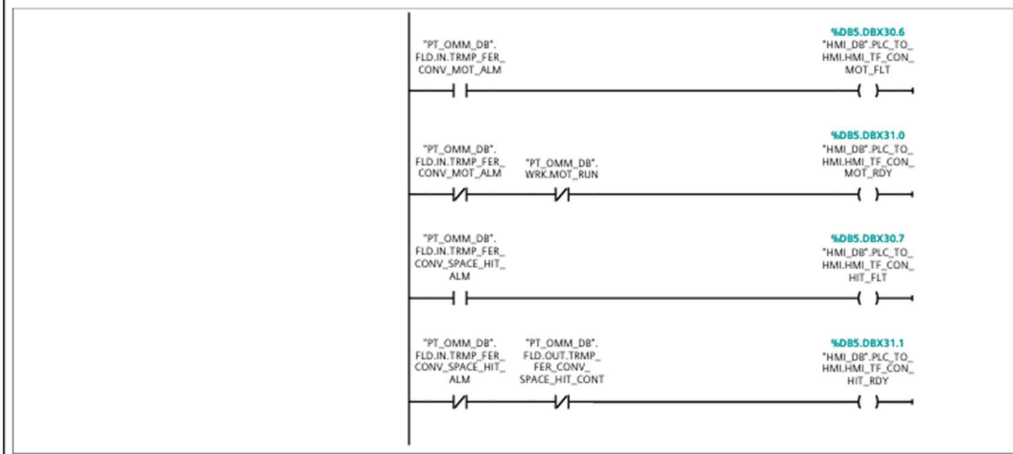 "PT_OMM_DB".
FLD.IN.TRMP_FER_
CONV_MOT_ALM
%DB5.DBX30.6
"HMI_DB".PLC_TO_
HMI.HMI_TF_CON_
MOT_FLT
"PT_OMM_DB".
FLD.IN.TRMP_FER_
CONV_MOT_ALM
"PT_OMM_DB".
WRK.MOT_RUN
%DB5.DBX31.0
"HMI_DB".PLC_TO_
HMI.HMI_TF_CON_
MOT_RDY
"PT_OMM_DB".
FLD.IN.TRMP_FER_
CONV_SPACE_HIT_
ALM
%DB5.DBX30.7
"HMI_DB".PLC_TO_
HMI.HMI_TF_CON_
HIT_FLT
"PT_OMM_DB".
FLD.IN.TRMP_FER_
CONV_SPACE_HIT_
ALM
"PT_OMM_DB".
FLD.OUT.TRMP_
FER_CONV_
SPACE_HIT_CONT
%DB5.DBX31.1
"HMI_DB".PLC_TO_
HMI.HMI_TF_CON_
HIT_RDY